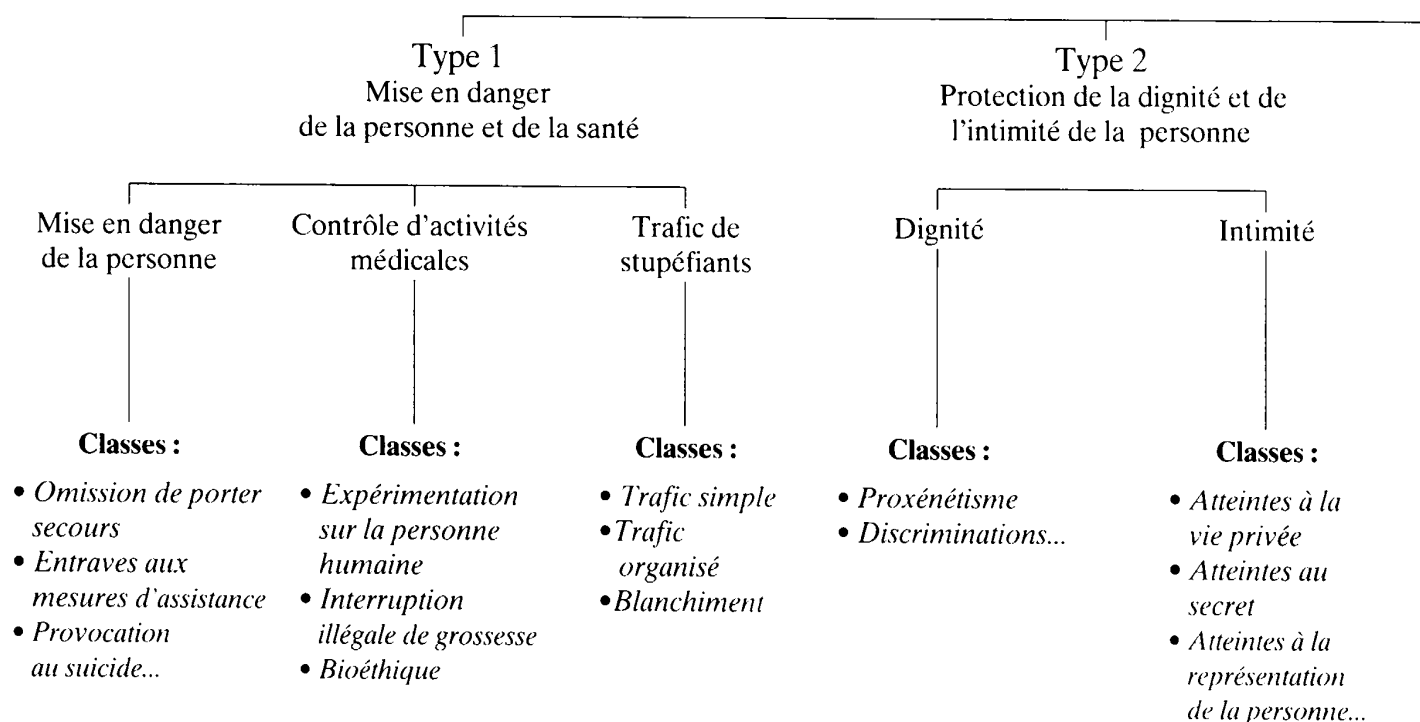 Type 1
Mise en danger
de la personne et de la santé
Type 2
Protection de la dignité et de
l'intimité de la personne
Mise en danger
de la personne
Contrôle d'activités
médicales
Trafic de
stupéfiants
Dignité
Intimité
Classes :
• Omission de porter
secours
• Entraves aux
mesures d'assistance
• Provocation
au suicide...
Classes :
• Expérimentation
sur la personne
humaine
• Interruption
illégale de grossesse
• Bioéthique
Classes :
• Trafic simple
• Trafic
organisé
• Blanchiment
Classes :
• Proxénétisme
• Discriminations...
Classes :
• Atteintes à la
vie privée
• Atteintes au
secret
• Atteintes à la
représentation
de la personne...